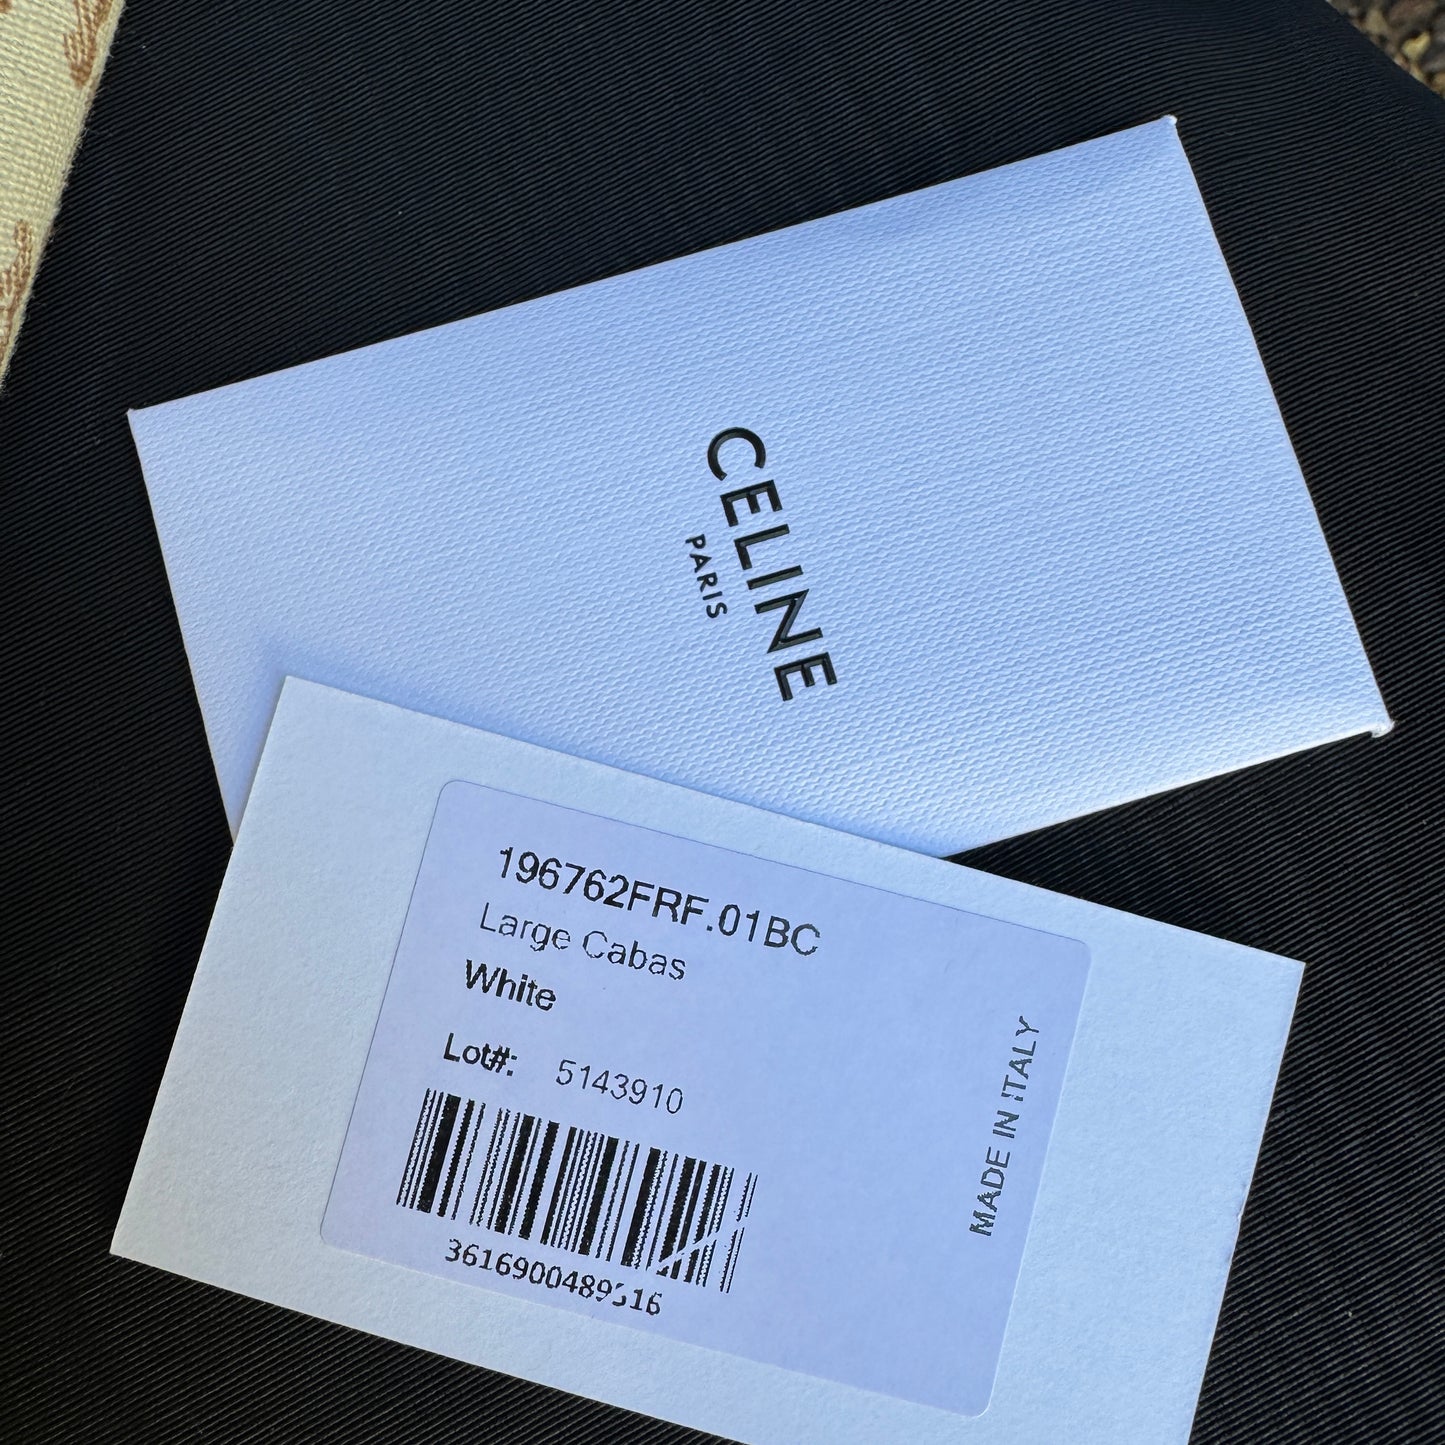 CELINE
PARIS
196762FRF.01BC
Large Cabas
White
Lot#: 5143910
MADE IN ITALY